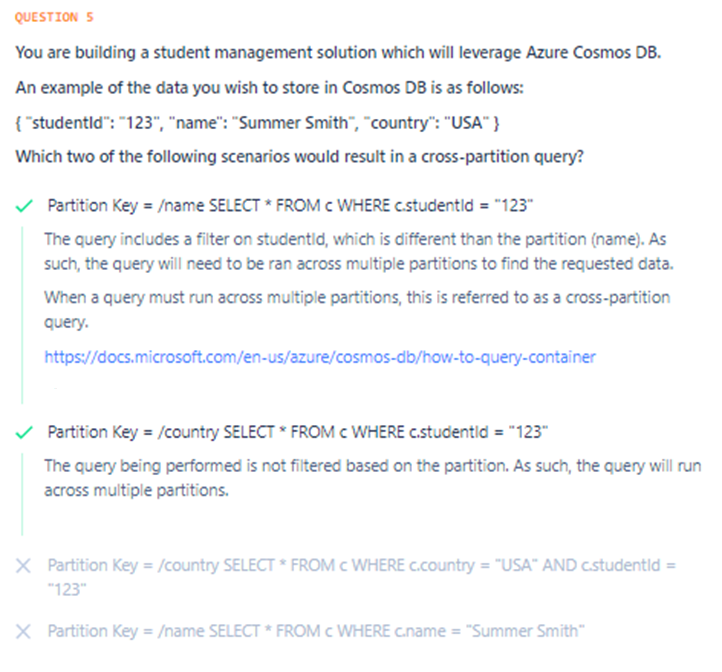 QUESTION 5
You are building a student management solution which will leverage Azure Cosmos DB.
An example of the data you wish to store in Cosmos DB is as follows:
{ "studentId": "123", "name": "Summer Smith", "country": "USA" }
Which two of the following scenarios would result in a cross-partition query?
Partition Key = /name SELECT * FROM c WHERE c.studentId = "123"
The query includes a filter on studentId, which is different than the partition (name). As
such, the query will need to be ran across multiple partitions to find the requested data.
When a query must run across multiple partitions, this is referred to as a cross-partition
query.
https://docs.microsoft.com/en-us/azure/cosmos-db/how-to-query-container
Partition Key = /country SELECT * FROM c WHERE c.studentId = "123"
The query being performed is not filtered based on the partition. As such, the query will run
across multiple partitions.
Partition Key = /country SELECT * FROM c WHERE c.country = "USA" AND c.studentId =
"123"
Partition Key = /name SELECT * FROM c WHERE c.name = "Summer Smith"